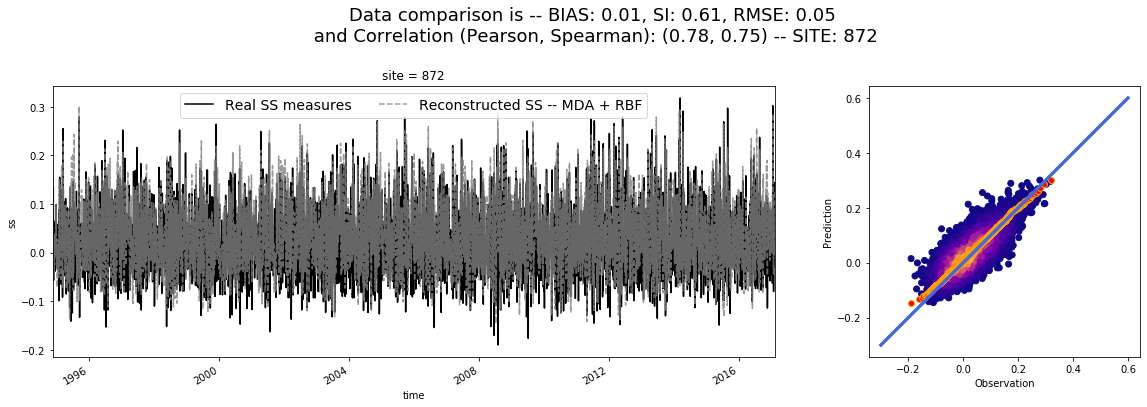 Data comparison is -- BIAS: 0.01, SI: 0.61, RMSE: 0.05
and Correlation (Pearson, Spearman): (0.78, 0.75) -- SITE: 872
site = 872
Real SS measures
Reconstructed SS -- MDA + RBF
0.3
0.2
0.1
0.0
−0.1
−0.2
ss
1996
2000
2004
2008
2012
2016
time
0.6
0.4
0.2
0.0
−0.2
Prediction
−0.2
0.0
0.2
0.4
0.6
Observation